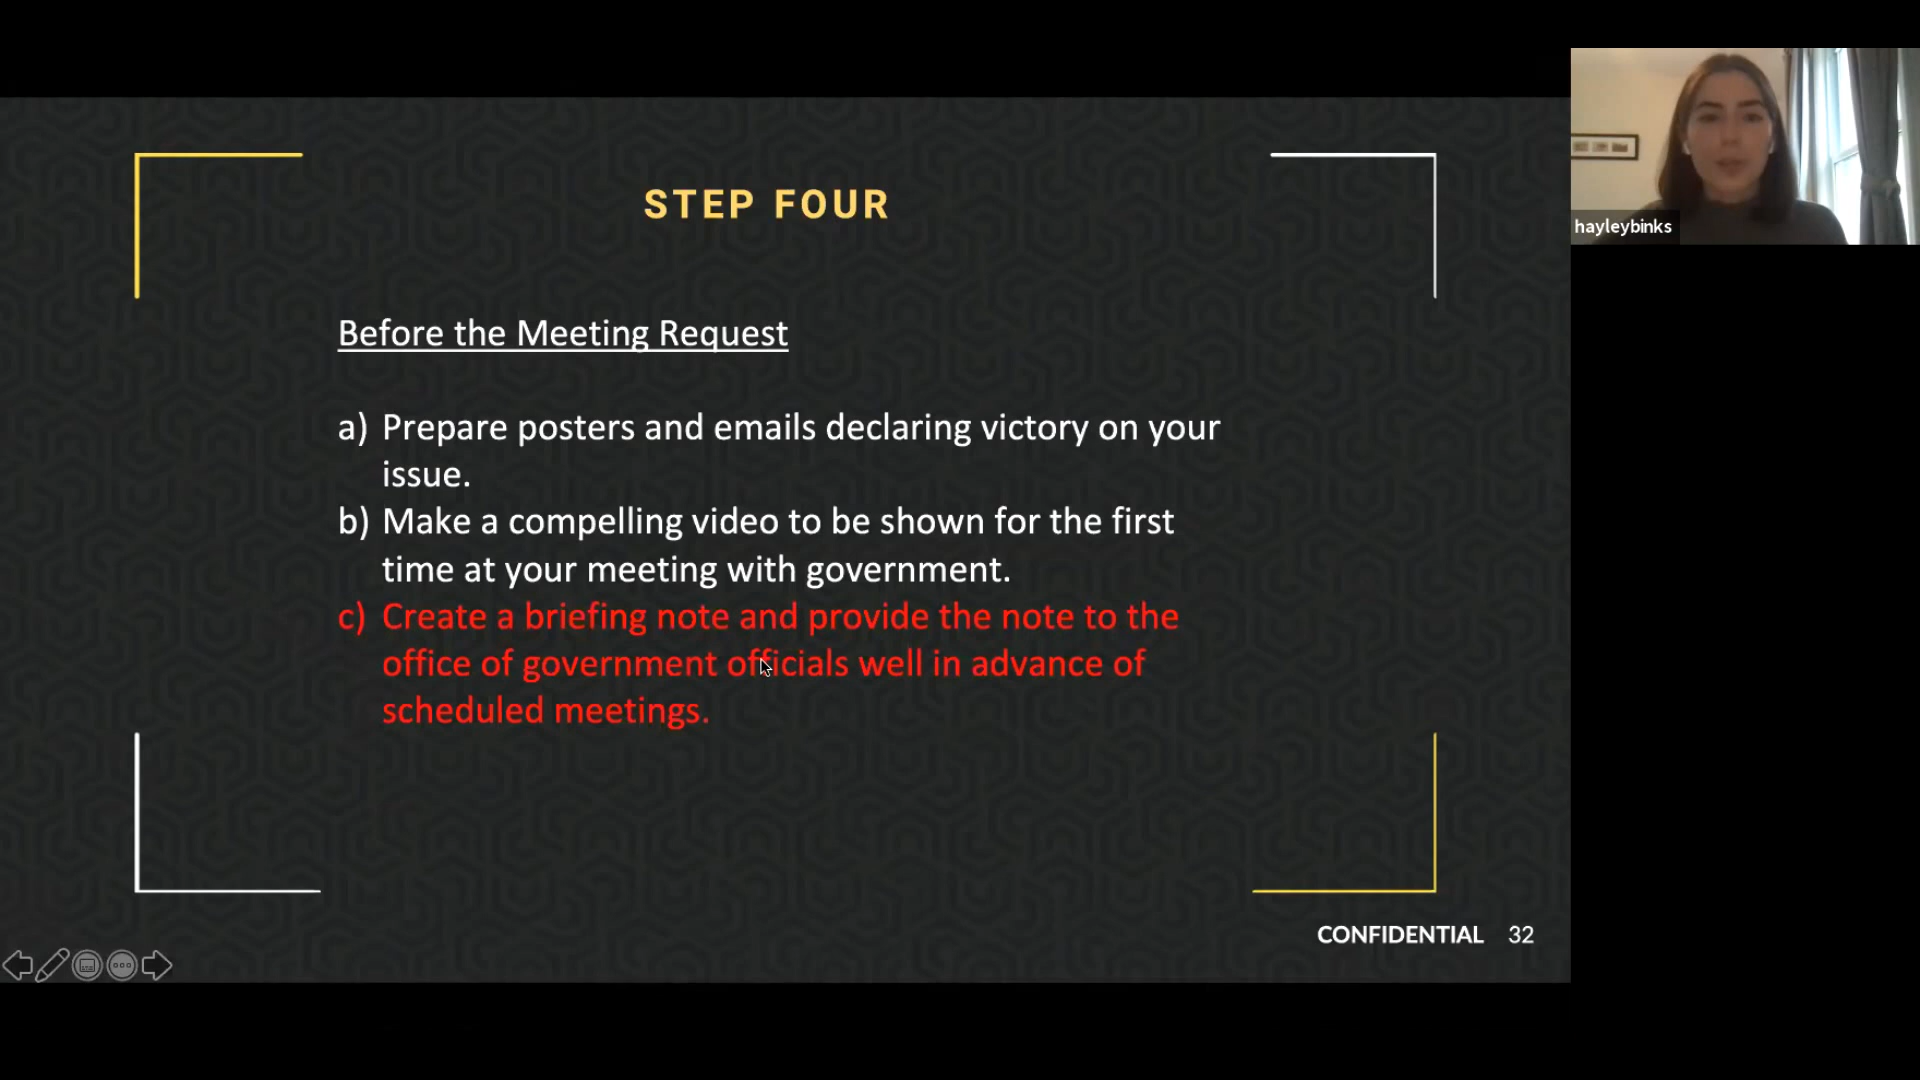 STEP FOUR
hayleybinks
Before the Meeting Request
a) Prepare posters and emails declaring victory on your
issue.
b) Make a compelling video to be shown for the first
time at your meeting with government.
c) Create a briefing note and provide the note to the
office of government officials well in advance of
scheduled meetings.
CONFIDENTIAL 32